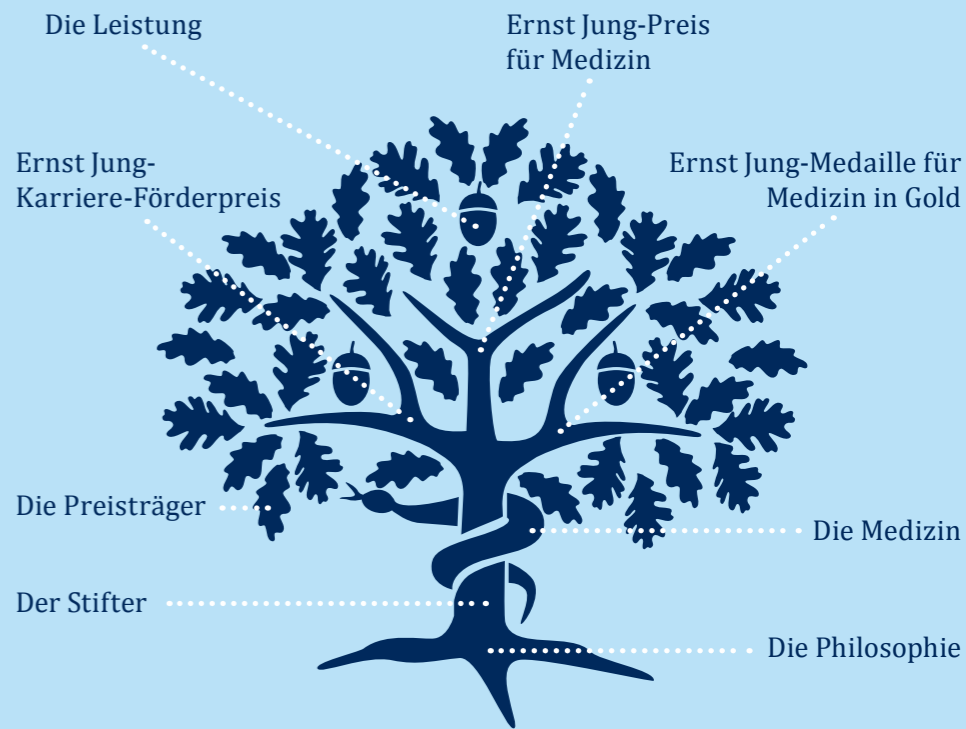 Die Leistung
Ernst Jung-Preis
für Medizin
Ernst Jung-
Karriere-Förderpreis
Ernst Jung-Medaille für
Medizin in Gold
Die Preisträger
Die Medizin
Der Stifter
Die Philosophie